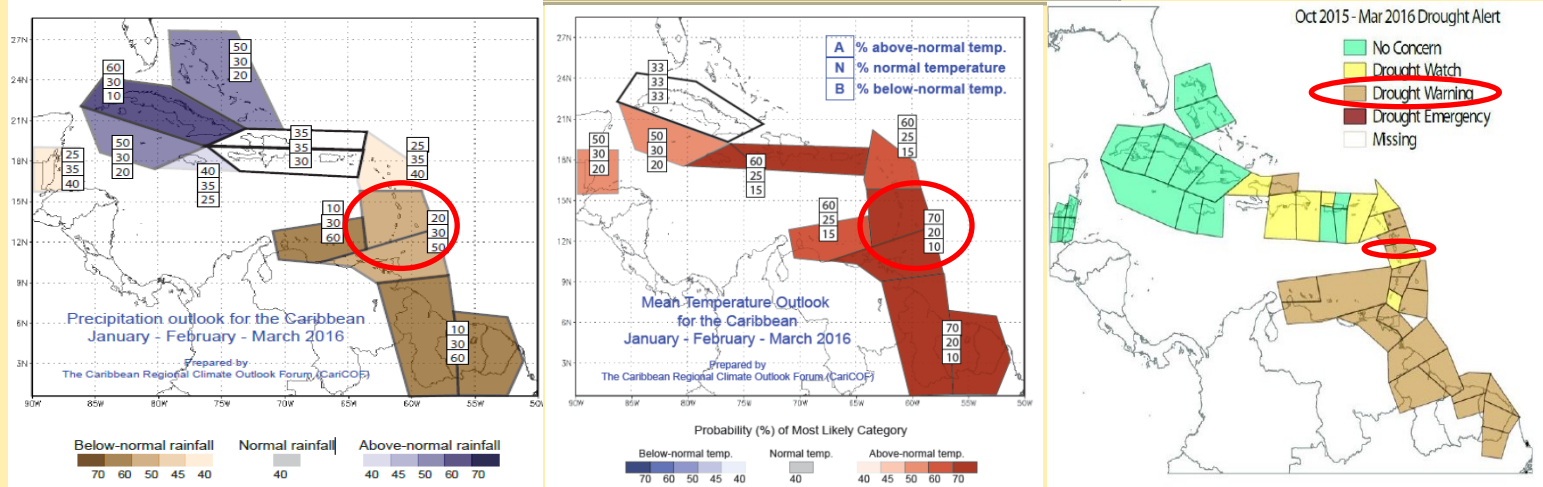 27N
24N
21N
18N
15N
12N
9N
6N
3N
90W
85W
80W
75W
70W
65W
60W
55W
50W
60
30
10
50
30
20
50
30
20
40
35
25
35
35
30
25
35
40
25
35
40
10
30
60
20
30
50
10
30
60
Precipitation outlook for the Caribbean
January - February - March 2016
Prepared by
The Caribbean Regional Climate Outlook Forum (CariCOF)
Below-normal rainfall
Normal rainfall
Above-normal rainfall
70 60 50 45 40
40
40 45 50 60 70
27N
24N
21N
18N
15N
12N
9N
6N
3N
90W
85W
80W
75W
70W
65W
60W
55W
50W
A % above-normal temp.
N % normal temperature
B % below-normal temp.
33
33
33
50
30
20
50
30
20
60
25
15
60
25
15
60
25
15
70
20
10
70
20
10
Mean Temperature Outlook
for the Caribbean
January - February - March 2016
Prepared by
The Caribbean Regional Climate Outlook Forum (CariCOF)
Probability (%) of Most Likely Category
Below-normal temp.
Normal temp.
Above-normal temp.
70 60 50 45 40
40
40 45 50 60 70
Oct 2015 - Mar 2016 Drought Alert
No Concern
Drought Watch
Drought Warning
Drought Emergency
Missing